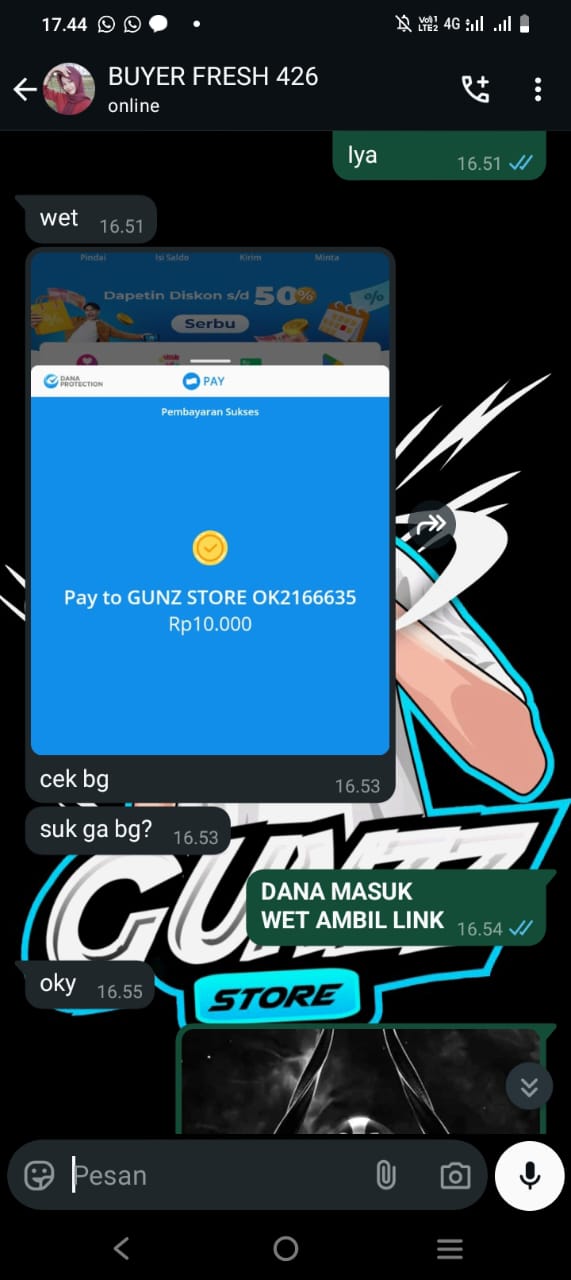 17.44
4G
BUYER FRESH 426
online
Iya
16.51
wet
16.51
Pindai Isi Saldo Kirim Minta
Dapetin Diskon s/d 50%
Serbu
DANA PROTECTION
PAY
Pembayaran Sukses
Pay to GUNZ STORE OK2166635
Rp10.000
cek bg
16.53
suk ga bg?
16.53
DANA MASUK
WET AMBIL LINK
16.54
oky
16.55
GUNZZ
STORE
Pesan